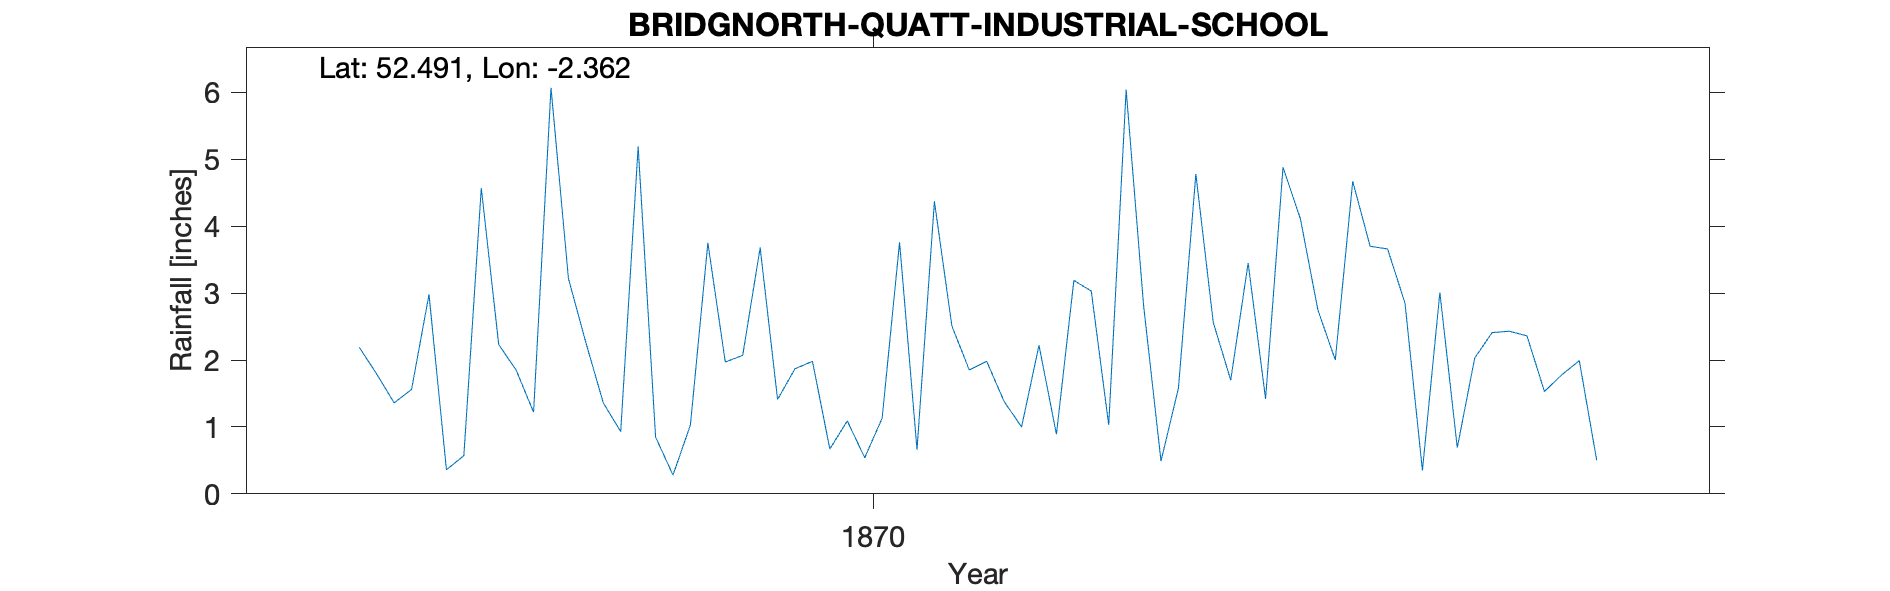 BRIDGNORTH-QUATT-INDUSTRIAL-SCHOOL
Lat: 52.491, Lon: -2.362
6
5
4
3
2
1
0
Rainfall [inches]
1870
Year